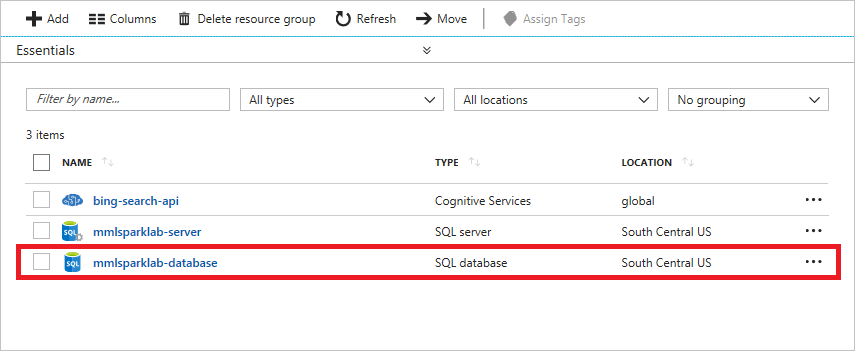 Add Columns Delete resource group Refresh Move Assign Tags
Essentials
Filter by name... All types All locations No grouping
3 items
NAME TYPE LOCATION
bing-search-api Cognitive Services global
SQL mmlsparklab-server SQL server South Central US
SQL mmlsparklab-database SQL database South Central US